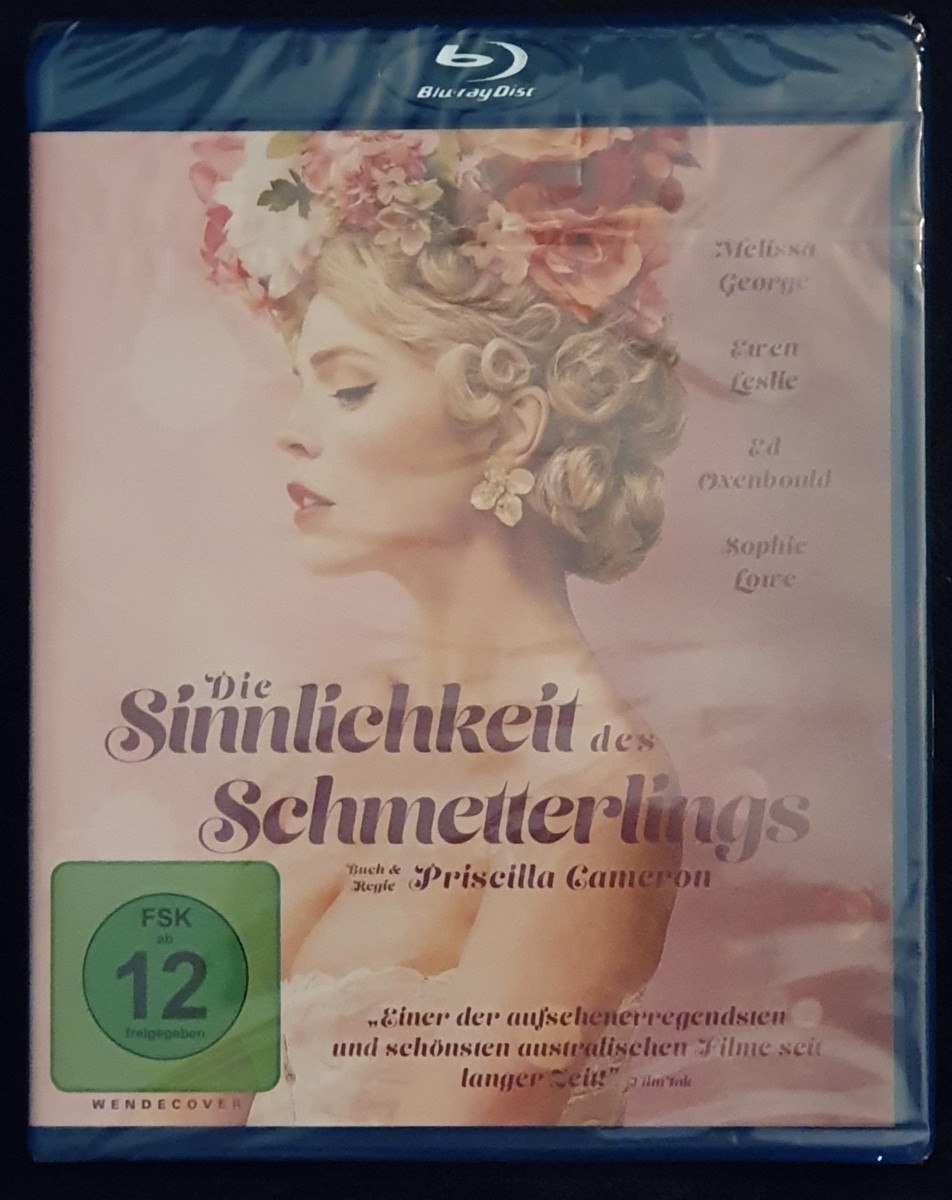 Blu-ray Disc
Melissa
George
Ewen
Leslie
Ed
Oxenbould
Sophie
Lowe
Die
Sinnlichkeit des
Schmetterlings
Buch &
Regie Priscilla Cameron
FSK
ab
12
freigegeben
WENDECOVER
„Einer der aufsehenerregendsten
und schönsten australischen Filme seit
langer Zeit!" FilmInk